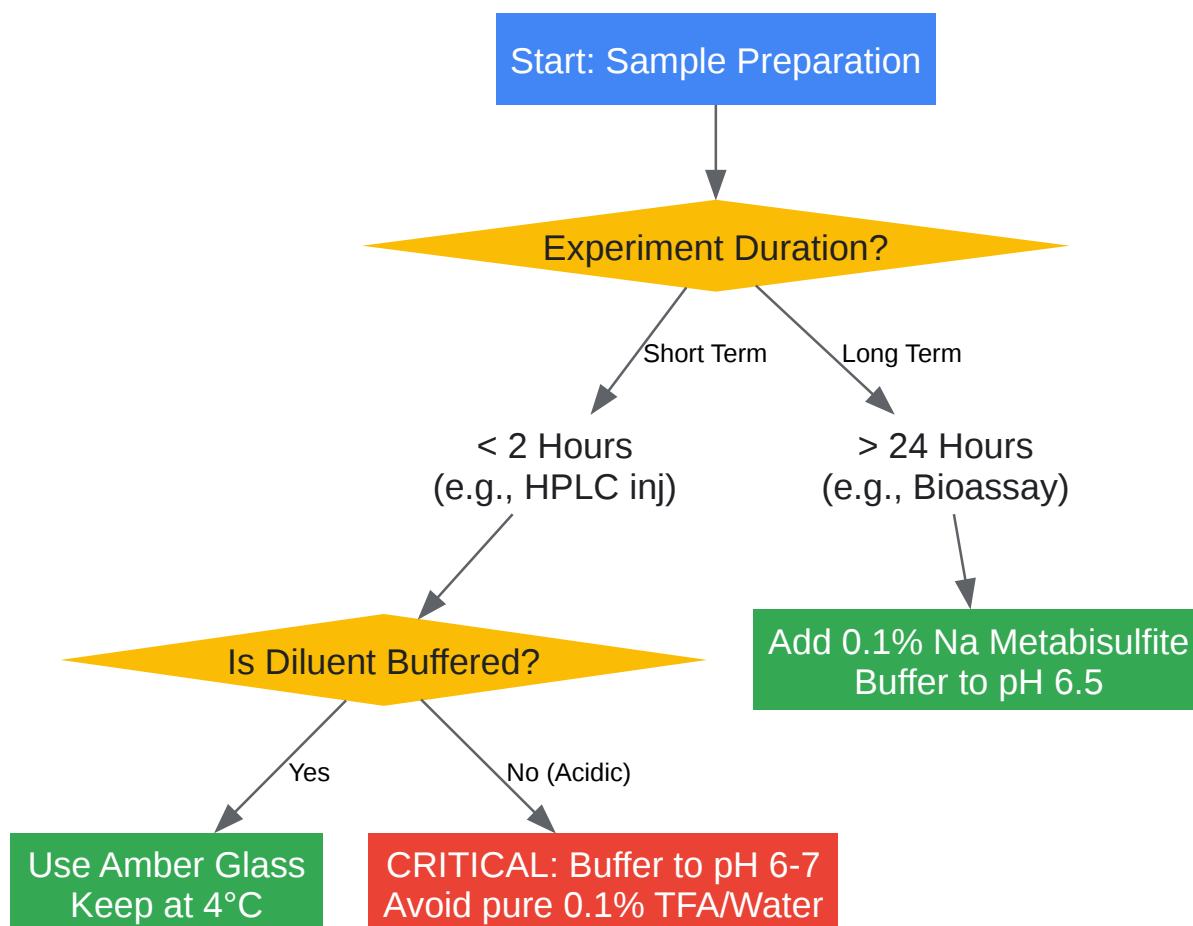 Start: Sample Preparation
Experiment Duration?
Short Term
Long Term
< 2 Hours
(e.g., HPLC inj)
> 24 Hours
(e.g., Bioassay)
Is Diluent Buffered?
Add 0.1% Na Metabisulfite
Buffer to pH 6.5
Yes
No (Acidic)
Use Amber Glass
Keep at 4°C
CRITICAL: Buffer to pH 6-7
Avoid pure 0.1% TFA/Water